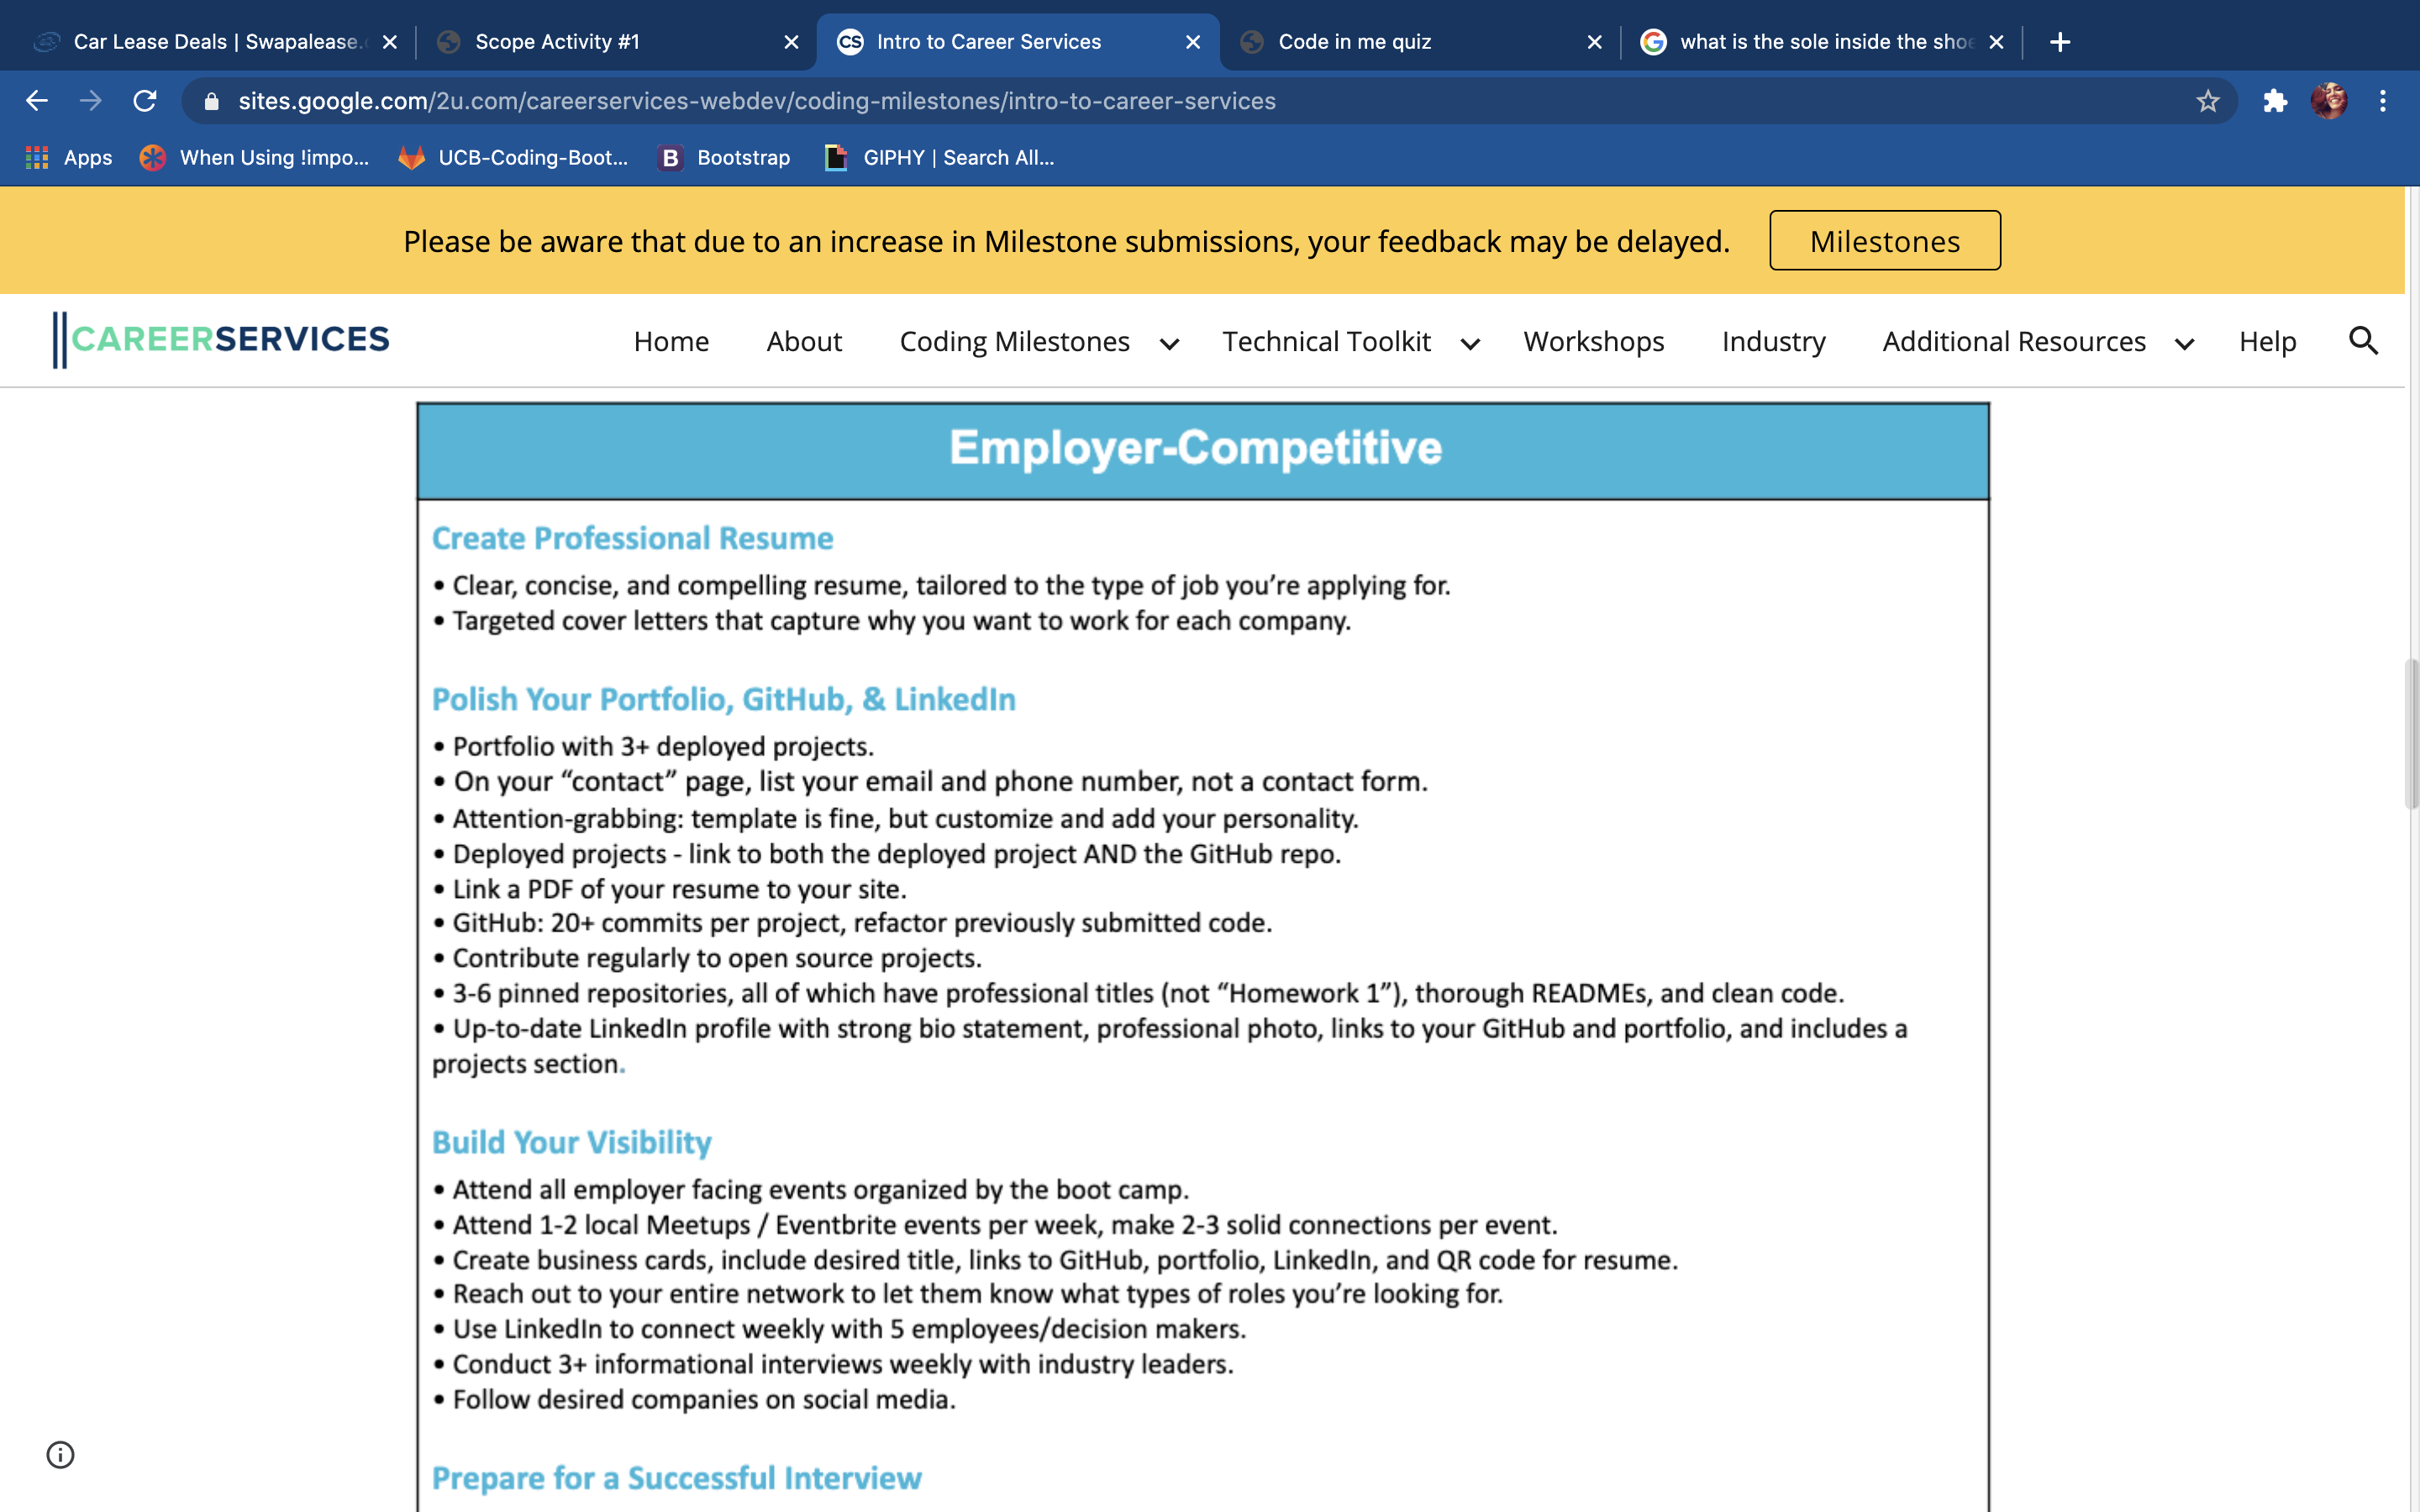 Car Lease Deals | Swapalease.
Scope Activity #1
CS Intro to Career Services
Code in me quiz
G what is the sole inside the shoe
sites.google.com/2u.com/careerservices-webdev/coding-milestones/intro-to-career-services
Apps
When Using !impo...
UCB-Coding-Boot...
B Bootstrap
GIPHY | Search All...
Please be aware that due to an increase in Milestone submissions, your feedback may be delayed.
Milestones
CAREERSERVICES
Home
About
Coding Milestones
Technical Toolkit
Workshops
Industry
Additional Resources
Help
Employer-Competitive
Create Professional Resume
• Clear, concise, and compelling resume, tailored to the type of job you’re applying for.
• Targeted cover letters that capture why you want to work for each company.
Polish Your Portfolio, GitHub, & LinkedIn
• Portfolio with 3+ deployed projects.
• On your “contact” page, list your email and phone number, not a contact form.
• Attention-grabbing: template is fine, but customize and add your personality.
• Deployed projects - link to both the deployed project AND the GitHub repo.
• Link a PDF of your resume to your site.
• GitHub: 20+ commits per project, refactor previously submitted code.
• Contribute regularly to open source projects.
• 3-6 pinned repositories, all of which have professional titles (not “Homework 1”), thorough READMEs, and clean code.
• Up-to-date LinkedIn profile with strong bio statement, professional photo, links to your GitHub and portfolio, and includes a
projects section.
Build Your Visibility
• Attend all employer facing events organized by the boot camp.
• Attend 1-2 local Meetups / Eventbrite events per week, make 2-3 solid connections per event.
• Create business cards, include desired title, links to GitHub, portfolio, LinkedIn, and QR code for resume.
• Reach out to your entire network to let them know what types of roles you’re looking for.
• Use LinkedIn to connect weekly with 5 employees/decision makers.
• Conduct 3+ informational interviews weekly with industry leaders.
• Follow desired companies on social media.
Prepare for a Successful Interview